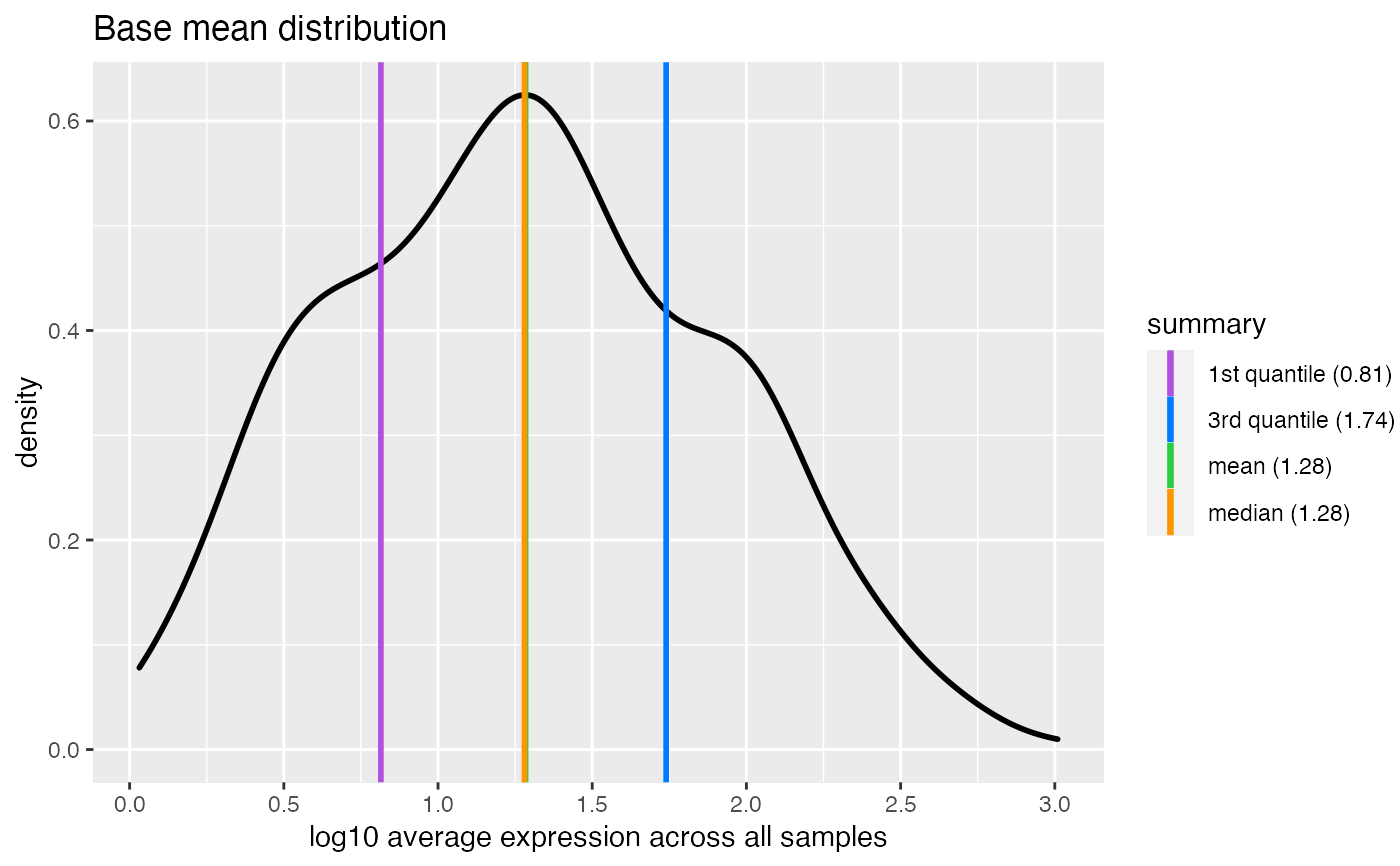 Base mean distribution
density
0.6
0.4
0.2
0.0
0.0 0.5 1.0 1.5 2.0 2.5 3.0
log10 average expression across all samples
summary
1st quantile (0.81)
3rd quantile (1.74)
mean (1.28)
median (1.28)